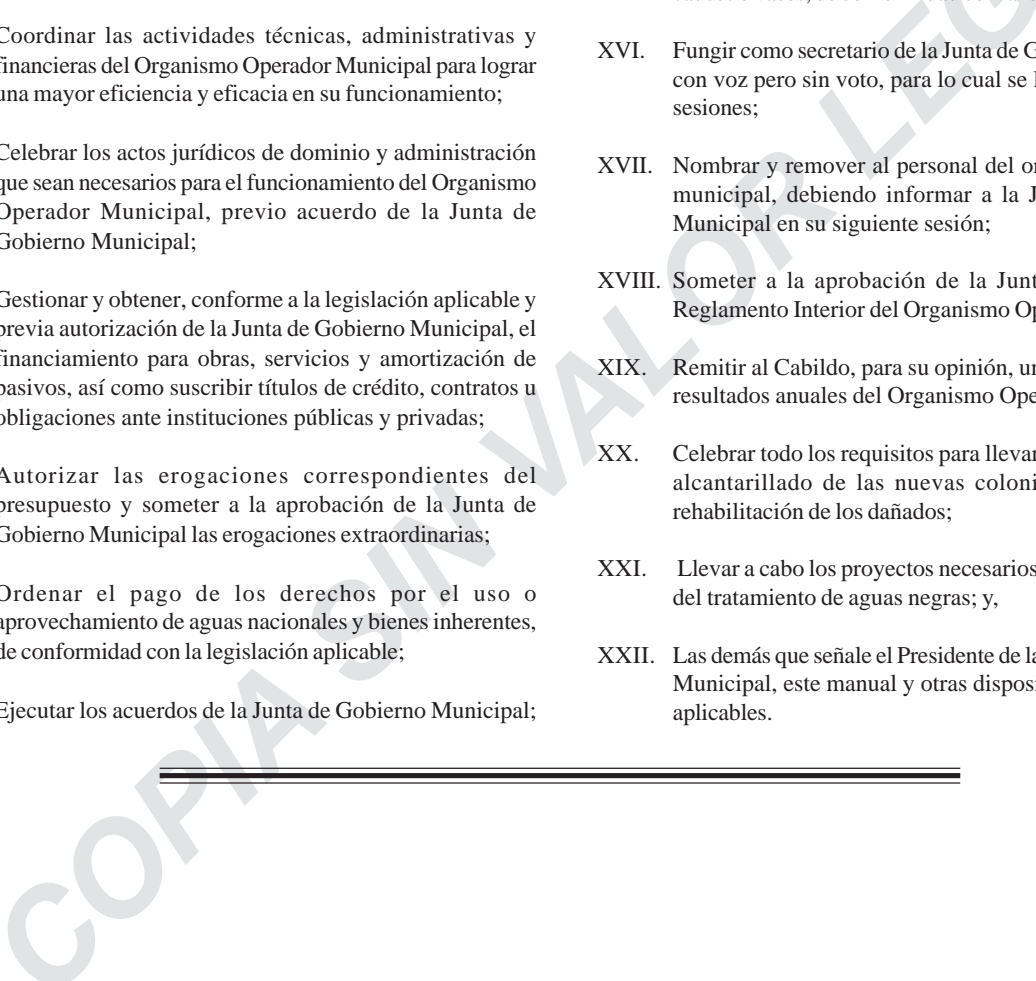 Coordinar las actividades técnicas, administrativas y
financieras del Organismo Operador Municipal para lograr
una mayor eficiencia y eficacia en su funcionamiento;
Celebrar los actos jurídicos de dominio y administración
que sean necesarios para el funcionamiento del Organismo
Operador Municipal, previo acuerdo de la Junta de
Gobierno Municipal;
Gestionar y obtener, conforme a la legislación aplicable y
previa autorización de la Junta de Gobierno Municipal, el
financiamiento para obras, servicios y amortización de
pasivos, así como suscribir títulos de crédito, contratos u
obligaciones ante instituciones públicas y privadas;
Autorizar las erogaciones correspondientes del
presupuesto y someter a la aprobación de la Junta de
Gobierno Municipal las erogaciones extraordinarias;
Ordenar el pago de los derechos por el uso o
aprovechamiento de aguas nacionales y bienes inherentes,
de conformidad con la legislación aplicable;
Ejecutar los acuerdos de la Junta de Gobierno Municipal;
XVI. Fungir como secretario de la Junta de G
con voz pero sin voto, para lo cual se
sesiones;
XVII. Nombrar y remover al personal del or
municipal, debiendo informar a la J
Municipal en su siguiente sesión;
XVIII. Someter a la aprobación de la Junt
Reglamento Interior del Organismo Op
XIX. Remitir al Cabildo, para su opinión, un
resultados anuales del Organismo Ope
XX. Celebrar todo los requisitos para llevar
alcantarillado de las nuevas coloni
rehabilitación de los dañados;
XXI. Llevar a cabo los proyectos necesarios
del tratamiento de aguas negras; y,
XXII. Las demás que señale el Presidente de la
Municipal, este manual y otras disposi
aplicables.
COPIA SIN VALOR LEG